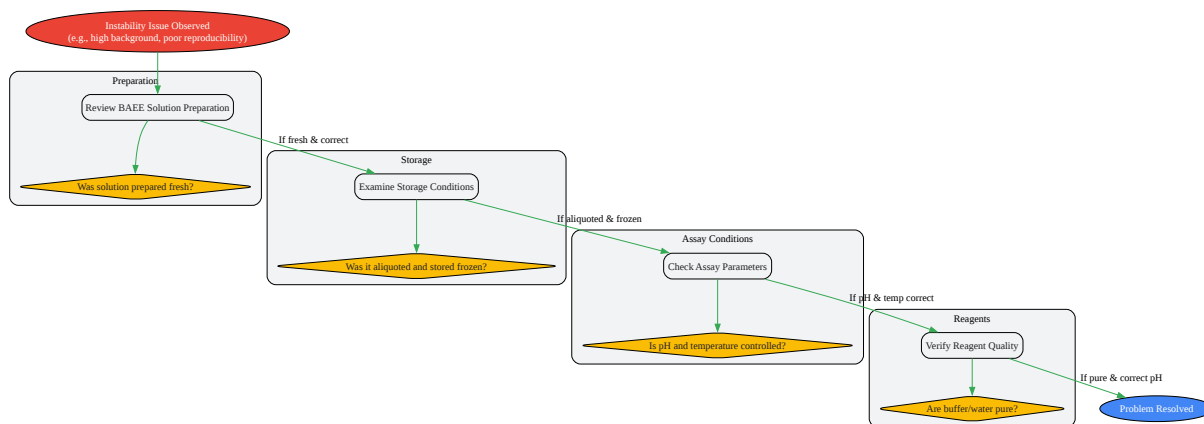 Instability Issue Observed
(e.g., high background, poor reproducibility)
Preparation
Review BAEE Solution Preparation
If fresh & correct
Was solution prepared fresh?
Storage
Examine Storage Conditions
If aliquoted & frozen
Was it aliquoted and stored frozen?
Assay Conditions
Check Assay Parameters
If pH & temp correct
Is pH and temperature controlled?
Reagents
Verify Reagent Quality
If pure & correct pH
Are buffer/water pure?
Problem Resolved